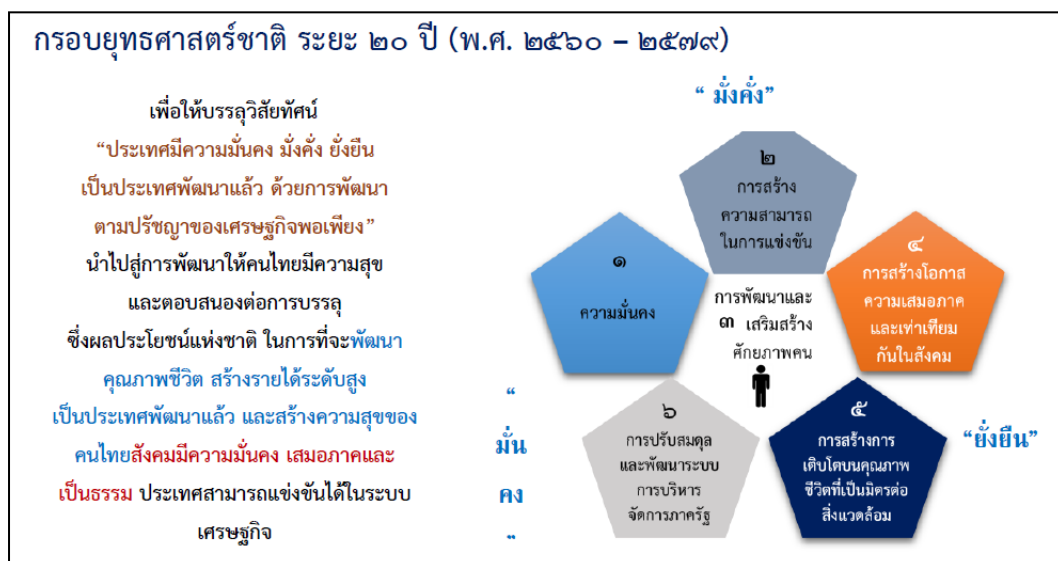 กรอบยุทธศาสตร์ชาติ ระยะ ๒๐ ปี (พ.ศ. ๒๕๖๐ – ๒๕๗๙)
เพื่อให้บรรลุวิสัยทัศน์
“ประเทศมีความมั่นคง มั่งคั่ง ยั่งยืน
เป็นประเทศพัฒนาแล้ว ด้วยการพัฒนา
ตามปรัชญาของเศรษฐกิจพอเพียง”
นำไปสู่การพัฒนาให้คนไทยมีความสุข
และตอบสนองต่อการบรรลุ
ซึ่งผลประโยชน์แห่งชาติ ในการที่จะพัฒนา
คุณภาพชีวิต สร้างรายได้ระดับสูง
เป็นประเทศพัฒนาแล้ว และสร้างความสุขของ
คนไทยสังคมมีความมั่นคง เสมอภาคและ
เป็นธรรม ประเทศสามารถแข่งขันได้ในระบบ
เศรษฐกิจ
“ มั่งคั่ง”
๒
การสร้าง
ความสามารถ
ในการแข่งขัน
๑
ความมั่นคง
การพัฒนาและ
๓ เสริมสร้าง
ศักยภาพคน
๔
การสร้างโอกาส
ความเสมอภาค
และเท่าเทียม
กันในสังคม
“
มั่น
คง
”
๖
การปรับสมดุล
และพัฒนาระบบ
การบริหาร
จัดการภาครัฐ
๕
การสร้างการ
เติบโตบนคุณภาพ
ชีวิตที่เป็นมิตรต่อ
สิ่งแวดล้อม
“ยั่งยืน”